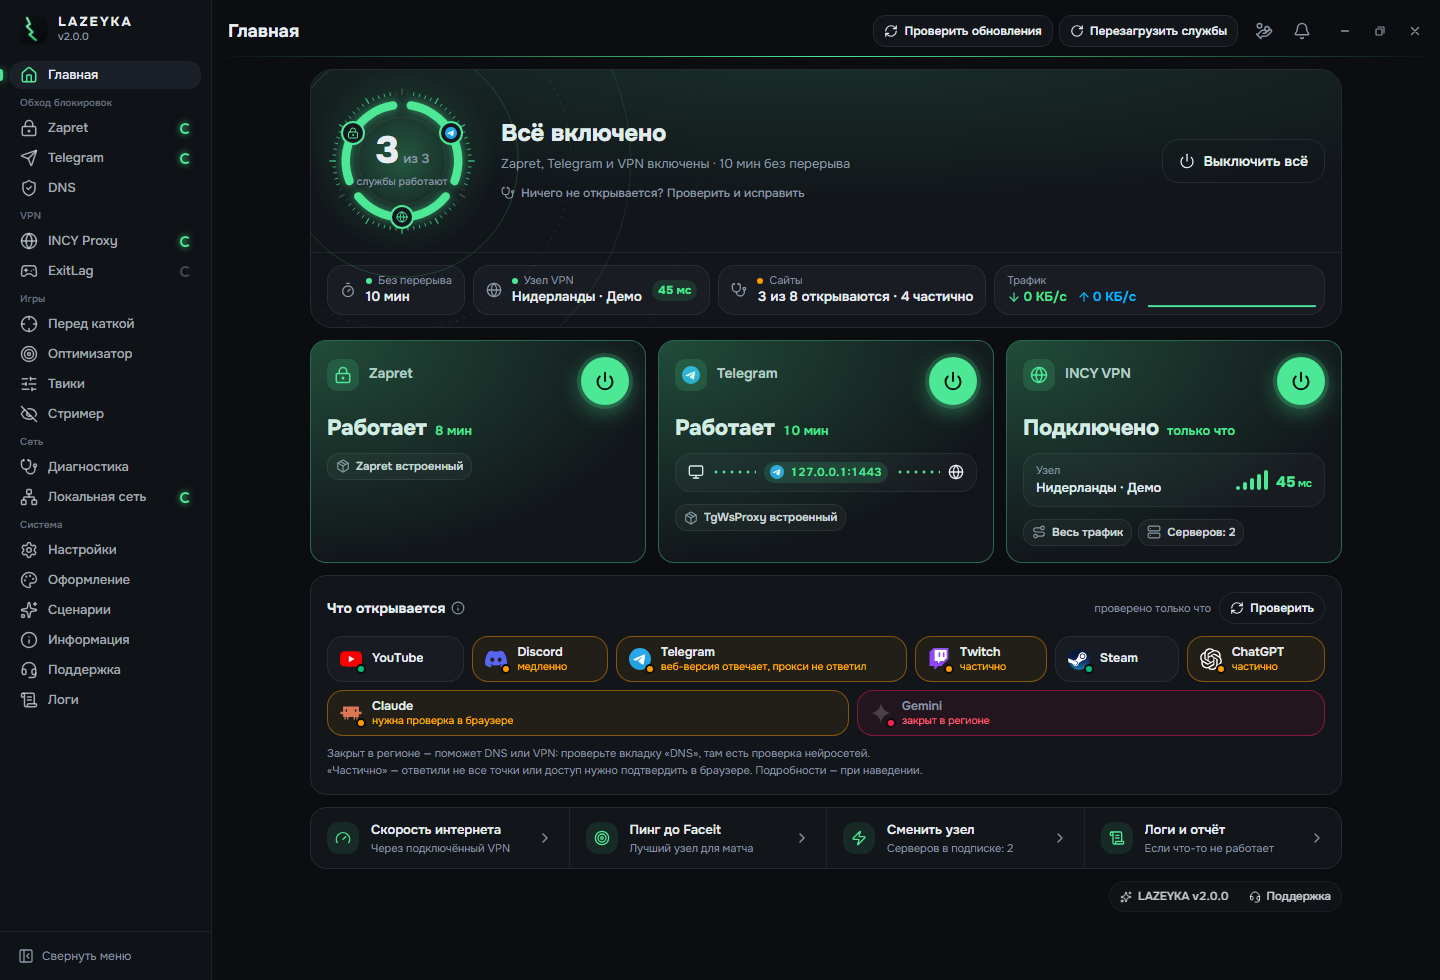 LAZEYKA
v2.0.0
Главная
Обход блокировок
Zapret
Telegram
DNS
VPN
INCY Proxy
ExitLag
Игры
Перед каткой
Оптимизатор
Твики
Стример
Сеть
Диагностика
Локальная сеть
Система
Настройки
Оформление
Сценарии
Информация
Поддержка
Логи
Свернуть меню
Главная
Проверить обновления
Перезагрузить службы
3 из 3
службы работают
Всё включено
Zapret, Telegram и VPN включены · 10 мин без перерыва
Ничего не открывается? Проверить и исправить
Выключить всё
Без перерыва
10 мин
Узел VPN
Нидерланды · Демо
45 мс
Сайты
3 из 8 открываются · 4 частично
Трафик
↓ 0 КБ/с ↑ 0 КБ/с
Zapret
Работает 8 мин
Zapret встроенный
Telegram
Работает 10 мин
127.0.0.1:1443
TgWsProxy встроенный
INCY VPN
Подключено только что
Узел
Нидерланды · Демо
45 мс
Весь трафик
Серверов: 2
Что открывается
проверено только что
Проверить
YouTube
Discord
медленно
Telegram
веб-версия отвечает, прокси не ответил
Twitch
частично
Steam
ChatGPT
частично
Claude
нужна проверка в браузере
Gemini
закрыт в регионе
Закрыт в регионе — поможет DNS или VPN: проверьте вкладку «DNS», там есть проверка нейросетей.
«Частично» — ответили не все точки или доступ нужно подтвердить в браузере. Подробности — при наведении.
Скорость интернета
Через подключённый VPN
Пинг до Faceit
Лучший узел для матча
Сменить узел
Серверов в подписке: 2
Логи и отчёт
Если что-то не работает
LAZEYKA v2.0.0
Поддержка